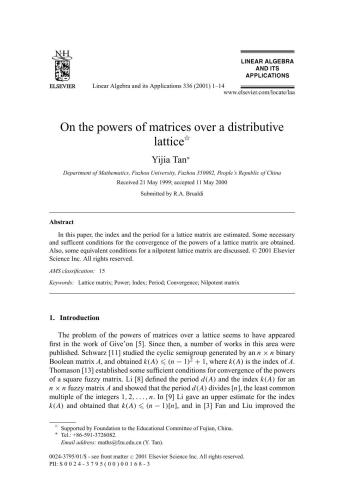 NH
ELSEVIER
Linear Algebra and its Applications 336 (2001) 1–14
LINEAR ALGEBRA
AND ITS
APPLICATIONS
www.elsevier.com/locate/laa
On the powers of matrices over a distributive
lattice☆
Yijia Tan*
Department of Mathematics, Fuzhou University, Fuzhou 350002, People's Republic of China
Received 21 May 1999; accepted 11 May 2000
Submitted by R.A. Brualdi
Abstract
In this paper, the index and the period for a lattice matrix are estimated. Some necessary
and sufficent conditions for the convergence of the powers of a lattice matrix are obtained.
Also, some equivalent conditions for a nilpotent lattice matrix are discussed. © 2001 Elsevier
Science Inc. All rights reserved.
AMS classification: 15
Keywords: Lattice matrix; Power; Index; Period; Convergence; Nilpotent matrix
1. Introduction
The problem of the powers of matrices over a lattice seems to have appeared
first in the work of Give'on [5]. Since then, a number of works in this area were
published. Schwarz [11] studied the cyclic semigroup generated by an n × n binary
Boolean matrix A, and obtained k(A) ⩽ (n − 1)² + 1, where k(A) is the index of A.
Thomason [13] established some sufficient conditions for convergence of the powers
of a square fuzzy matrix. Li [8] defined the period d(A) and the index k(A) for an
n × n fuzzy matrix A and showed that the period d(A) divides [n], the least common
multiple of the integers 1, 2, . . . , n. In [9] Li gave an upper estimate for the index
k(A) and obtained that k(A) ⩽ (n − 1)[n], and in [3] Fan and Liu improved the
☆ Supported by Foundation to the Educational Committee of Fujian, China.
* Tel.: +86-591-3726082.
Email address: maths@fzu.edu.cn (Y. Tan).
0024-3795/01/$ - see front matter © 2001 Elsevier Science Inc. All rights reserved.
PII: S 0 0 2 4 - 3 7 9 5 ( 0 0 ) 0 0 1 6 8 - 3